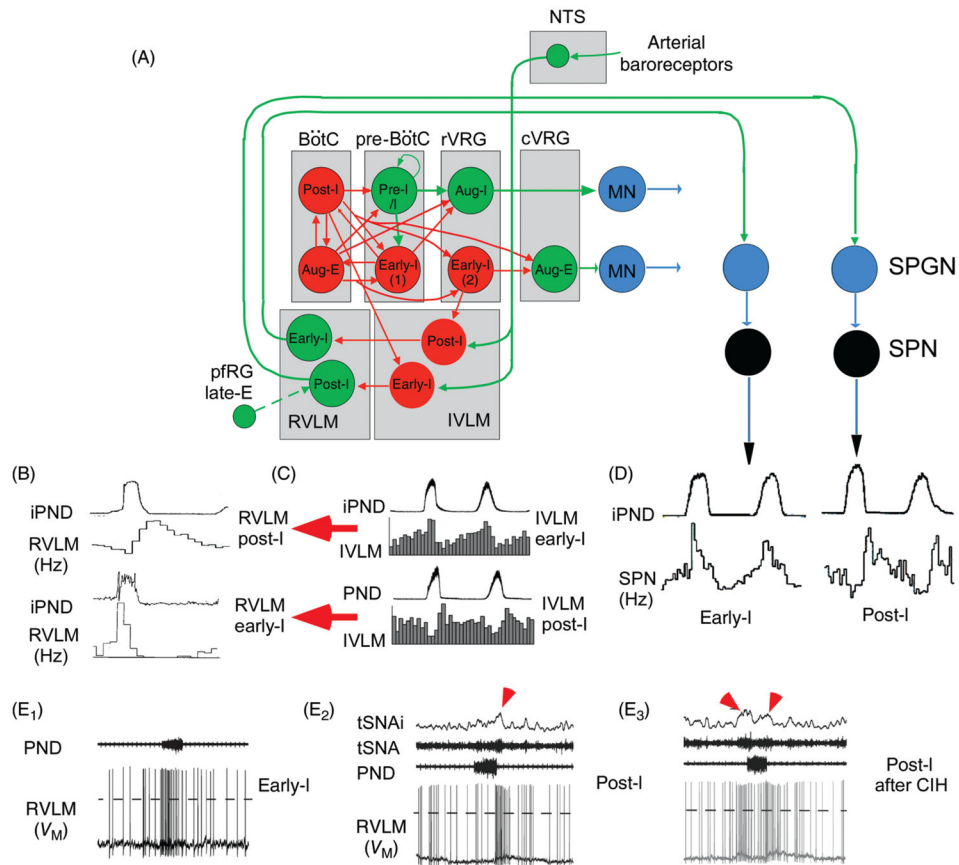 (A)
NTS
Arterial
baroreceptors
BötC
pre-BötC
rVRG
cVRG
Post-I
Pre-I
/I
Aug-I
MN
Aug-E
Early-I
(1)
Early-I
(2)
Aug-E
MN
SPGN
Early-I
Post-I
SPN
Post-I
Early-I
pfRG
late-E
RVLM
IVLM
(B)
iPND
RVLM
(Hz)
RVLM
post-I
iPND
RVLM
(Hz)
RVLM
early-I
(C)
iPND
IVLM
IVLM
early-I
PND
IVLM
IVLM
post-I
(D)
iPND
SPN
(Hz)
Early-I
Post-I
(E1)
PND
Early-I
RVLM
(VM)
(E2)
tSNAi
tSNA
PND
Post-I
RVLM
(VM)
(E3)
Post-I
after CIH